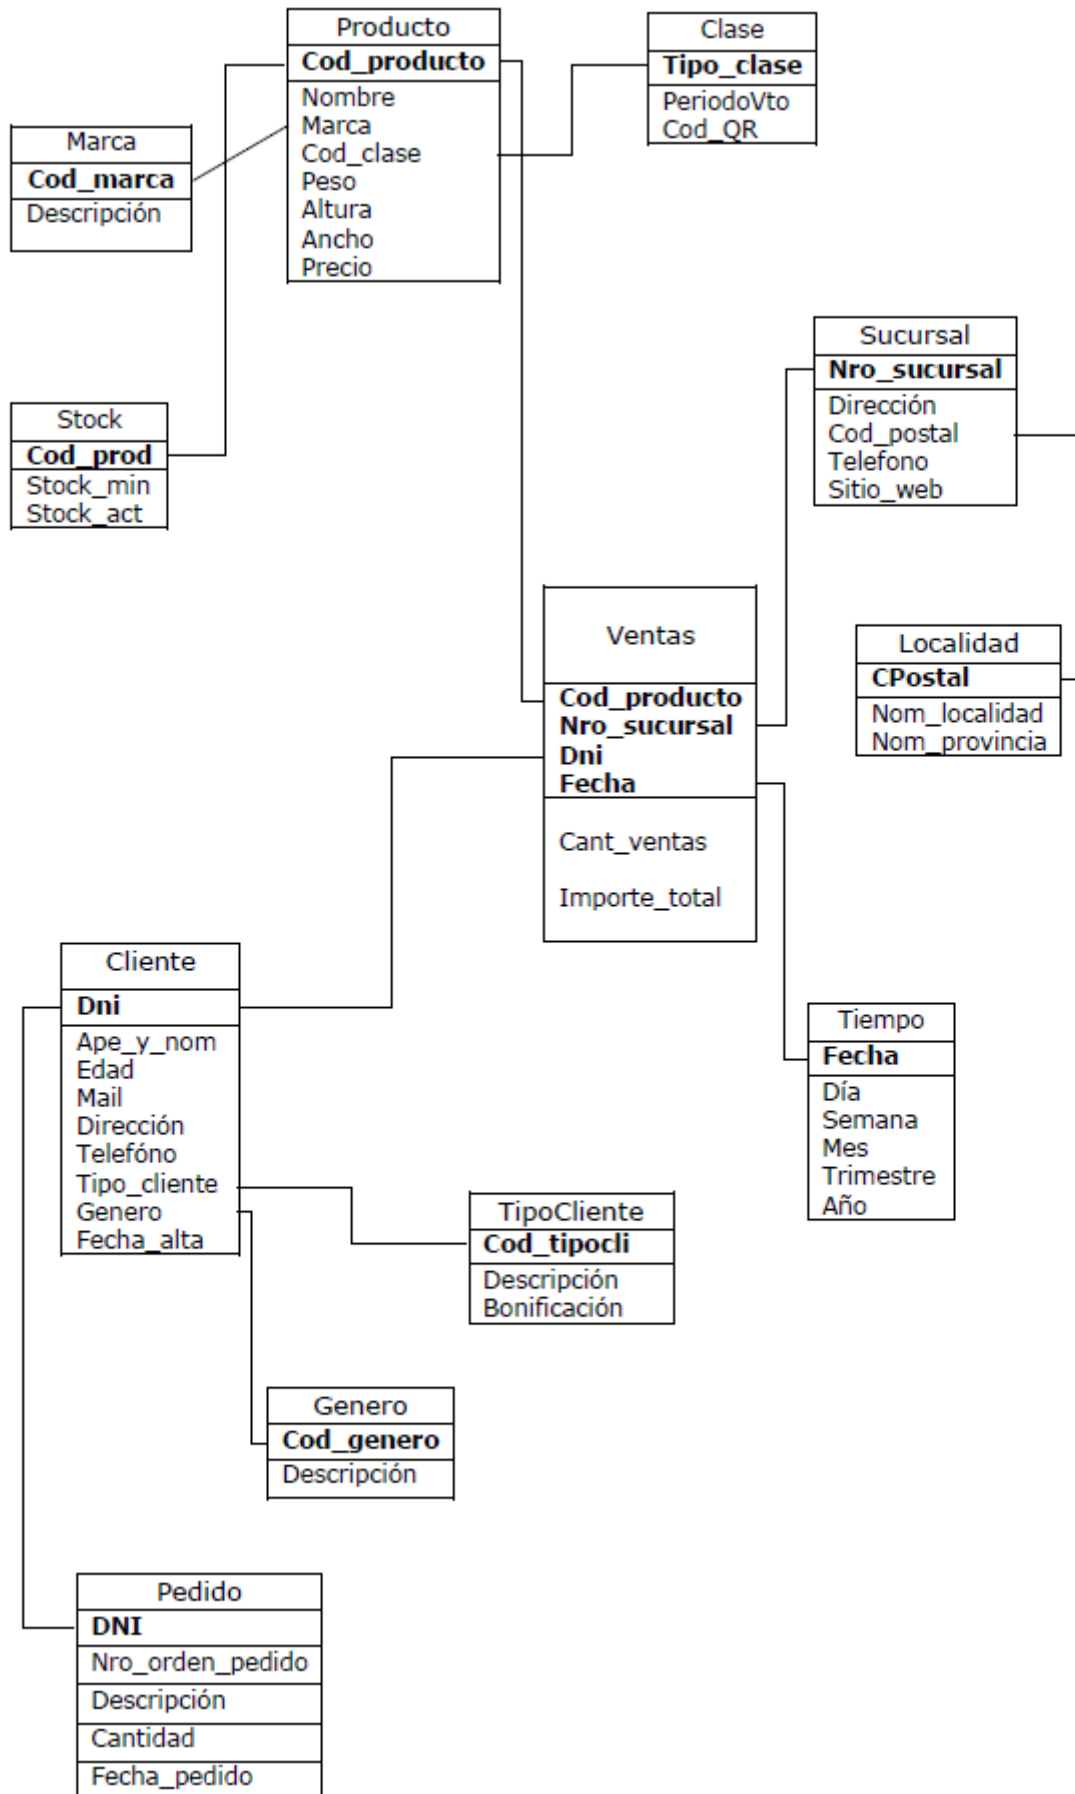 Producto
Cod_producto
Nombre
Marca
Cod_clase
Peso
Altura
Ancho
Precio
Clase
Tipo_clase
PeriodoVto
Cod_QR
Marca
Cod_marca
Descripción
Stock
Cod_prod
Stock_min
Stock_act
Sucursal
Nro_sucursal
Dirección
Cod_postal
Telefono
Sitio_web
Ventas
Cod_producto
Nro_sucursal
Dni
Fecha
Cant_ventas
Importe_total
Localidad
CPostal
Nom_localidad
Nom_provincia
Cliente
Dni
Ape_y_nom
Edad
Mail
Dirección
Telefóno
Tipo_cliente
Genero
Fecha_alta
Tiempo
Fecha
Día
Semana
Mes
Trimestre
Año
TipoCliente
Cod_tipocli
Descripción
Bonificación
Genero
Cod_genero
Descripción
Pedido
DNI
Nro_orden_pedido
Descripción
Cantidad
Fecha_pedido